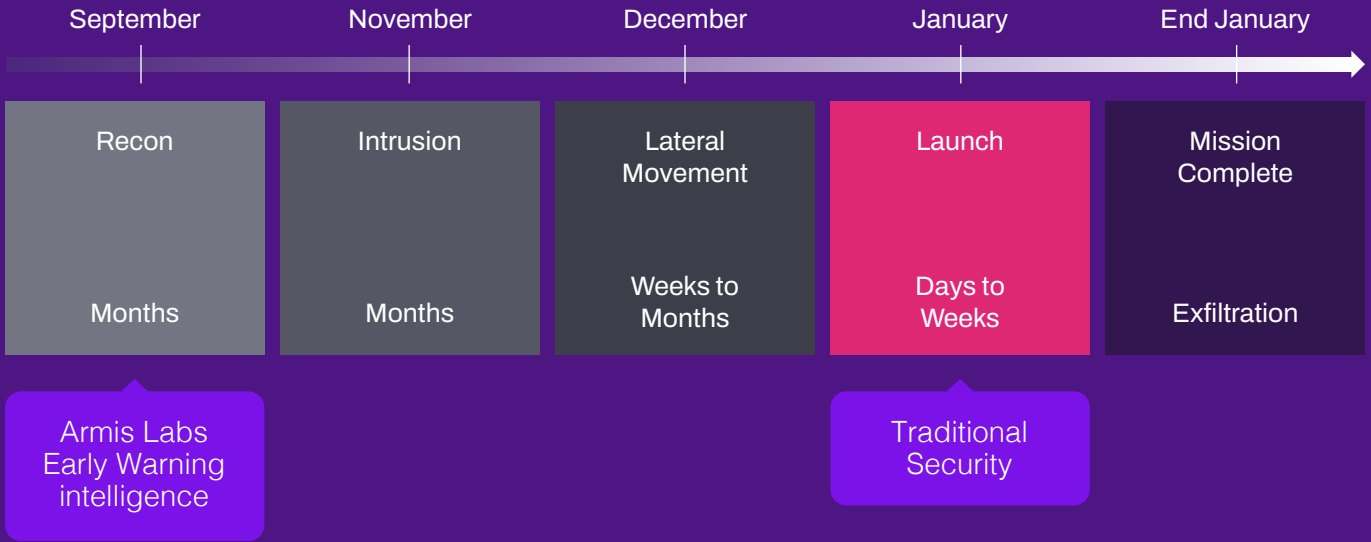 September
November
December
January
End January
Recon
Months
Intrusion
Months
Lateral
Movement
Weeks to
Months
Launch
Days to
Weeks
Mission
Complete
Exfiltration
Armis Labs
Early Warning
intelligence
Traditional
Security